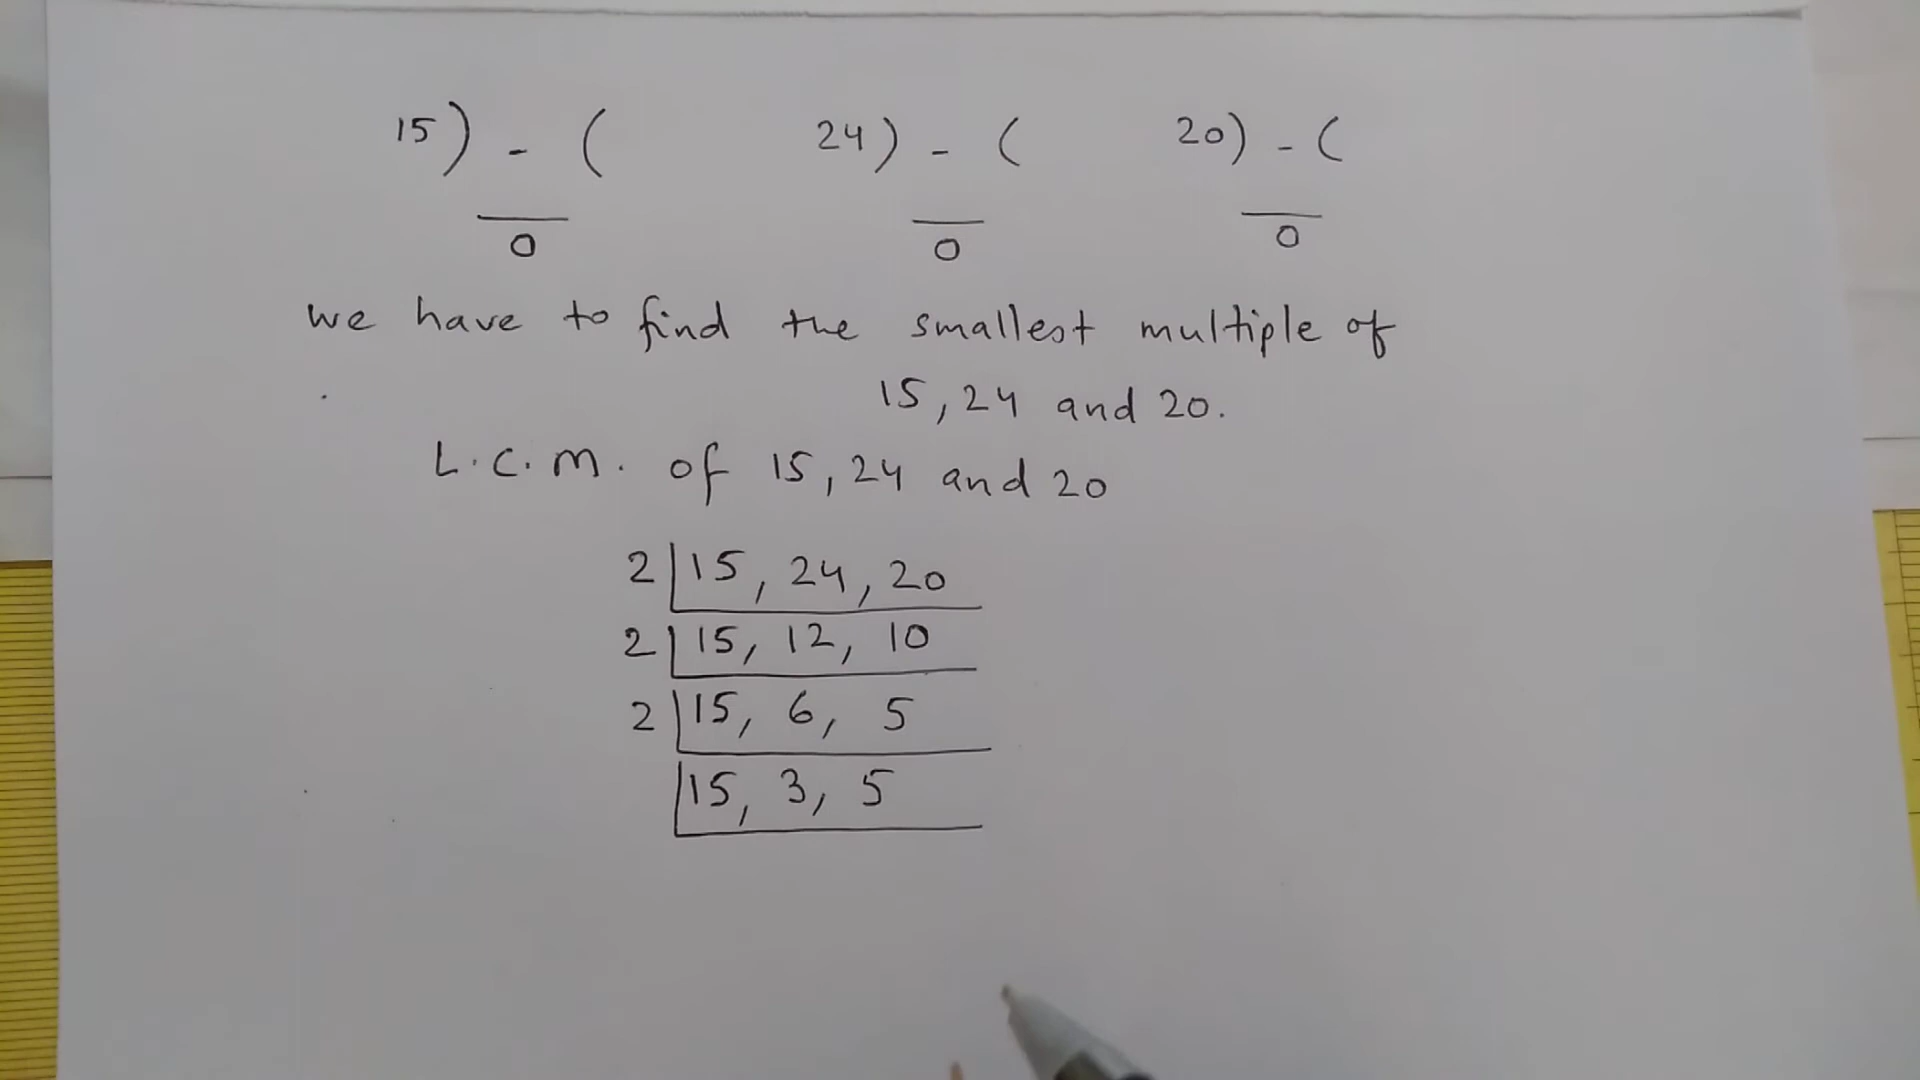 15) - ( 24) - ( 20) - (
0 0 0
we have to find the smallest multiple of
15, 24 and 20.
L.C.M. of 15, 24 and 20
2 | 15, 24, 20
2 | 15, 12, 10
2 | 15, 6, 5
| 15, 3, 5